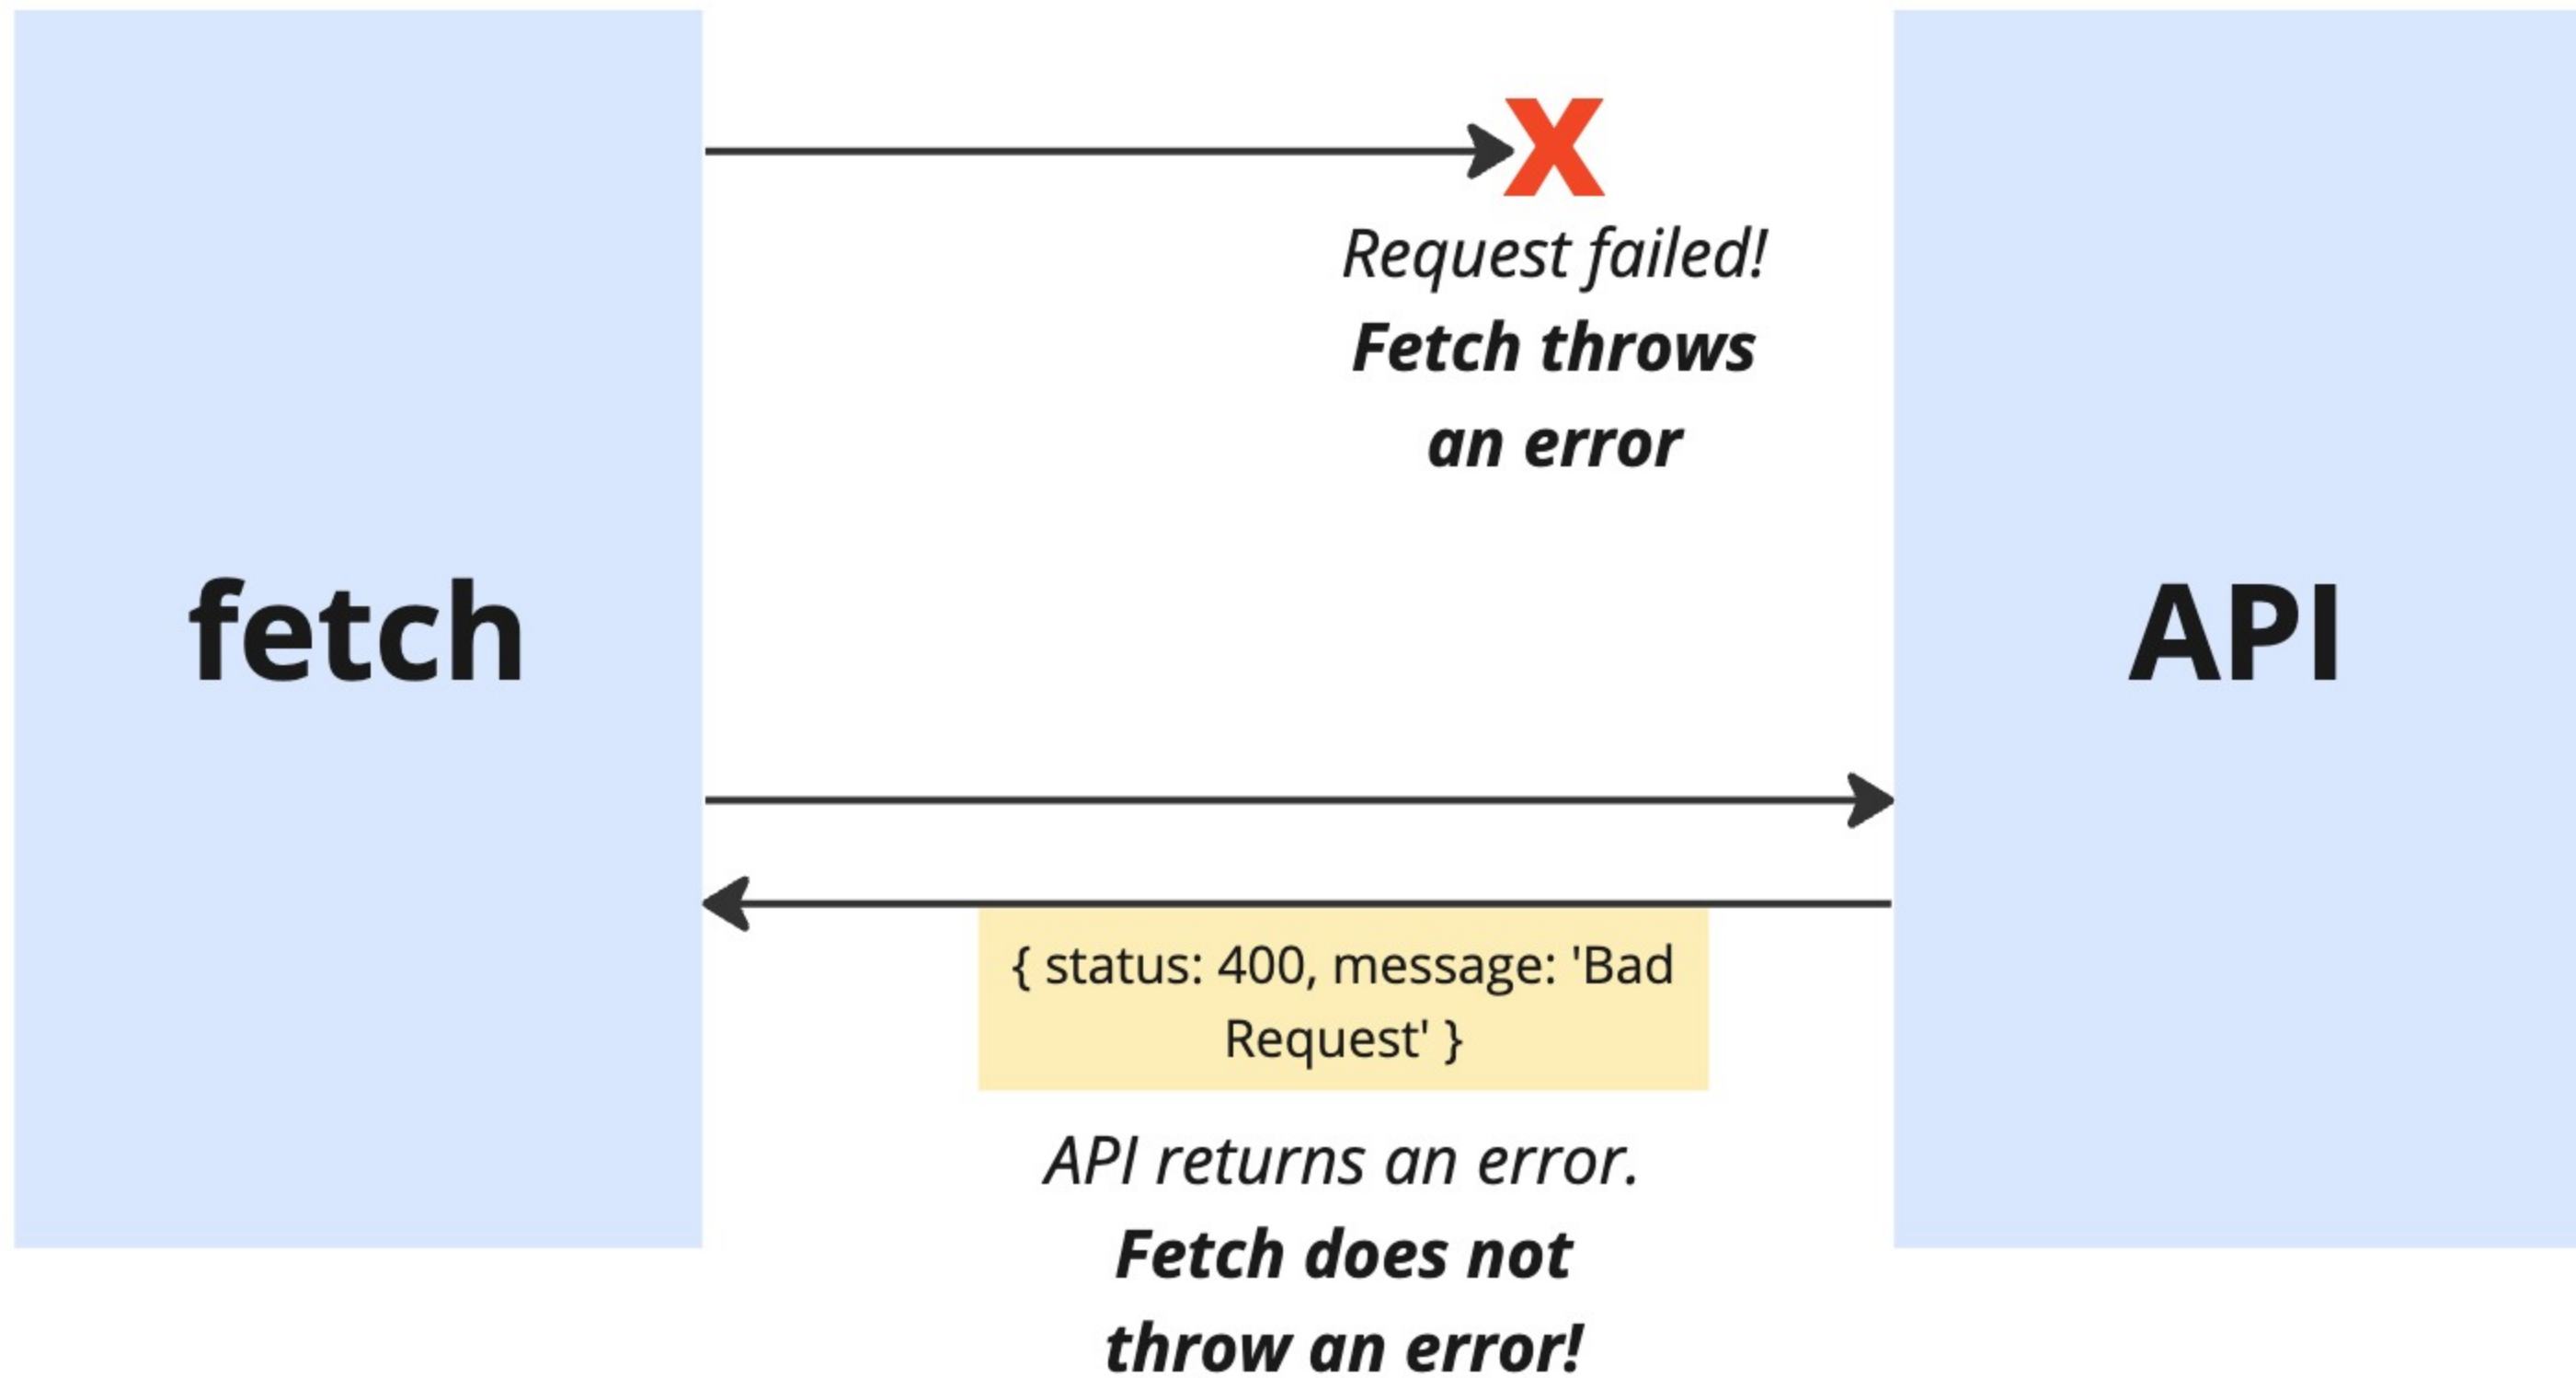 Request failed!
Fetch throws
an error
fetch
API
{ status: 400, message: 'Bad
Request' }
API returns an error.
Fetch does not
throw an error!